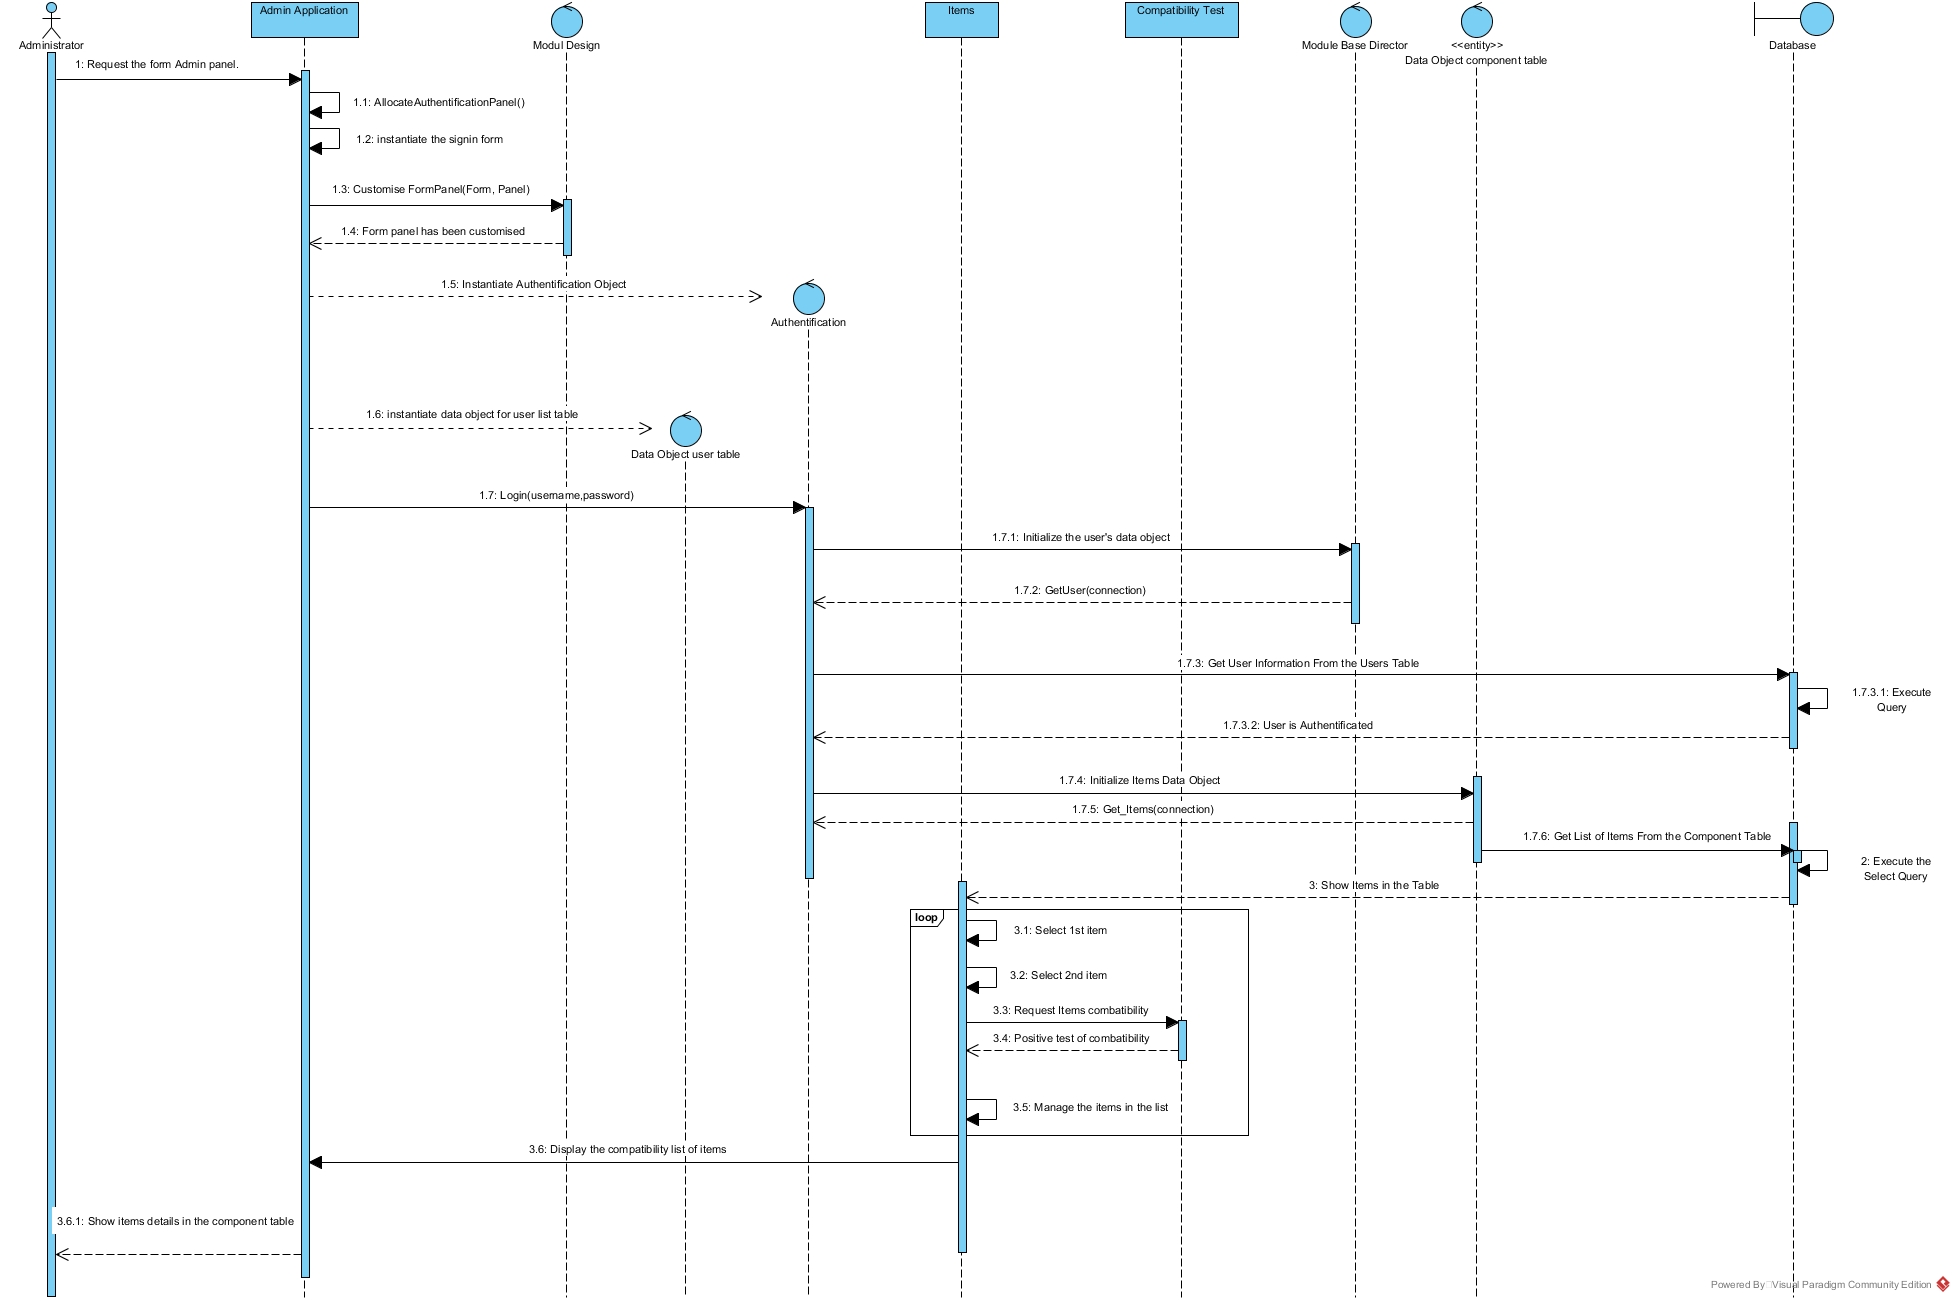 Admin Application
Items
Compatibility Test
Administrator
Modul Design
Module Base Director
<<entity>>
Data Object component table
Database
1: Request the form Admin panel.
1.1: AllocateAuthentificationPanel()
1.2: instantiate the signin form
1.3: Customise FormPanel(Form, Panel)
1.4: Form panel has been customised
1.5: Instantiate Authentification Object
Authentification
1.6: instantiate data object for user list table
Data Object user table
1.7: Login(username,password)
1.7.1: Initialize the user's data object
1.7.2: GetUser(connection)
1.7.3: Get User Information From the Users Table
1.7.3.1: Execute
Query
1.7.3.2: User is Authentificated
1.7.4: Initialize Items Data Object
1.7.5: Get_Items(connection)
1.7.6: Get List of Items From the Component Table
2: Execute the
Select Query
3: Show Items in the Table
loop
3.1: Select 1st item
3.2: Select 2nd item
3.3: Request Items combatibility
3.4: Positive test of combatibility
3.5: Manage the items in the list
3.6: Display the compatibility list of items
3.6.1: Show items details in the component table
Powered By Visual Paradigm Community Edition